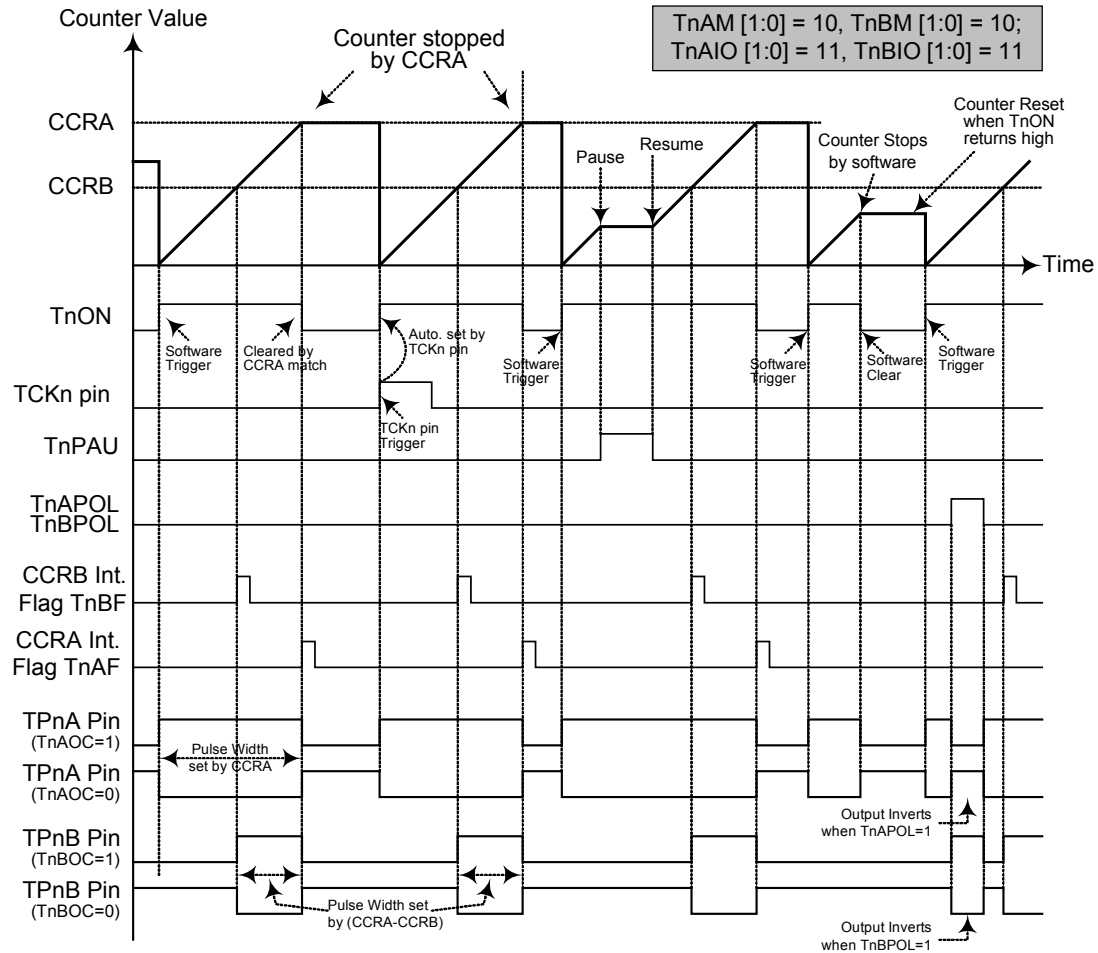 Counter Value
TnAM [1:0] = 10, TnBM [1:0] = 10;
TnAIO [1:0] = 11, TnBIO [1:0] = 11
Counter stopped
by CCRA
CCRA
CCRB
Pause
Resume
Counter Stops
by software
Counter Reset
when TnON
returns high
Time
TnON
Software
Trigger
Cleared by
CCRA match
Auto. set by
TCKn pin
Software
Trigger
Software
Trigger
Software
Clear
Software
Trigger
TCKn pin
TCKn pin
Trigger
TnPAU
TnAPOL
TnBPOL
CCRB Int.
Flag TnBF
CCRA Int.
Flag TnAF
TPnA Pin
(TnAOC=1)
Pulse Width
set by CCRA
TPnA Pin
(TnAOC=0)
Output Inverts
when TnAPOL=1
TPnB Pin
(TnBOC=1)
TPnB Pin
(TnBOC=0)
Pulse Width set
by (CCRA-CCRB)
Output Inverts
when TnBPOL=1